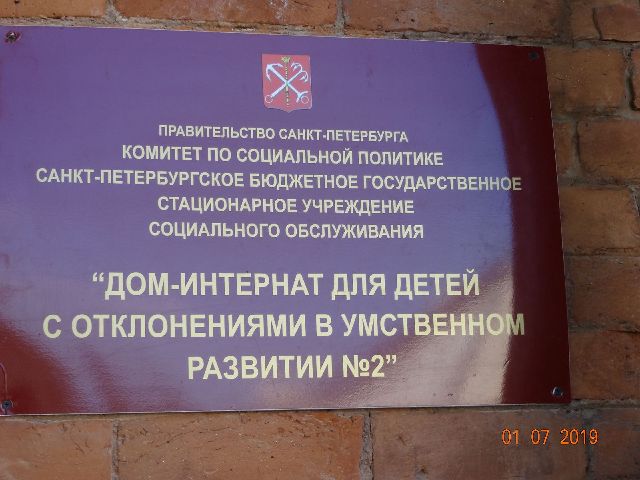 ПРАВИТЕЛЬСТВО САНКТ-ПЕТЕРБУРГА
КОМИТЕТ ПО СОЦИАЛЬНОЙ ПОЛИТИКЕ
САНКТ-ПЕТЕРБУРГСКОЕ БЮДЖЕТНОЕ ГОСУДАРСТВЕННОЕ
СТАЦИОНАРНОЕ УЧРЕЖДЕНИЕ
СОЦИАЛЬНОГО ОБСЛУЖИВАНИЯ
“ДОМ-ИНТЕРНАТ ДЛЯ ДЕТЕЙ
С ОТКЛОНЕНИЯМИ В УМСТВЕННОМ
РАЗВИТИИ №2”
01 07 2019